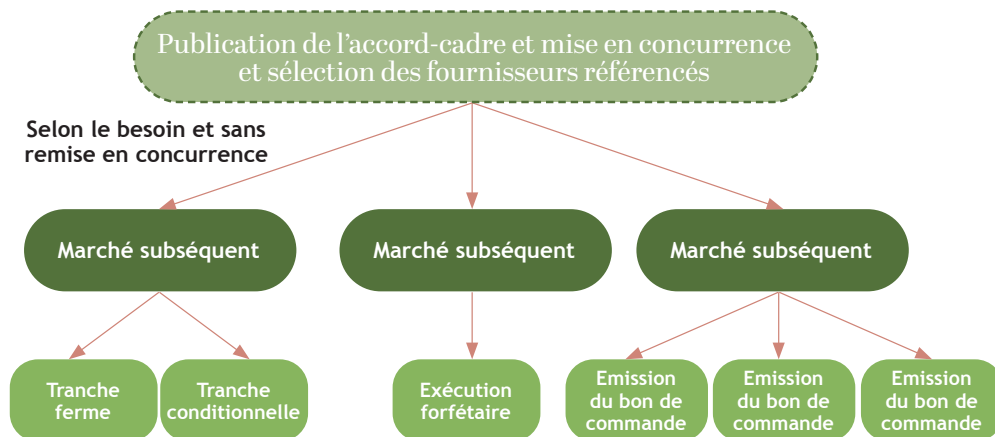 Publication de l'accord-cadre et mise en concurrence
et sélection des fournisseurs référencés
Selon le besoin et sans
remise en concurrence
Marché subséquent
Marché subséquent
Marché subséquent
Tranche
ferme
Tranche
conditionnelle
Exécution
forfétaire
Emission
du bon de
commande
Emission
du bon de
commande
Emission
du bon de
commande